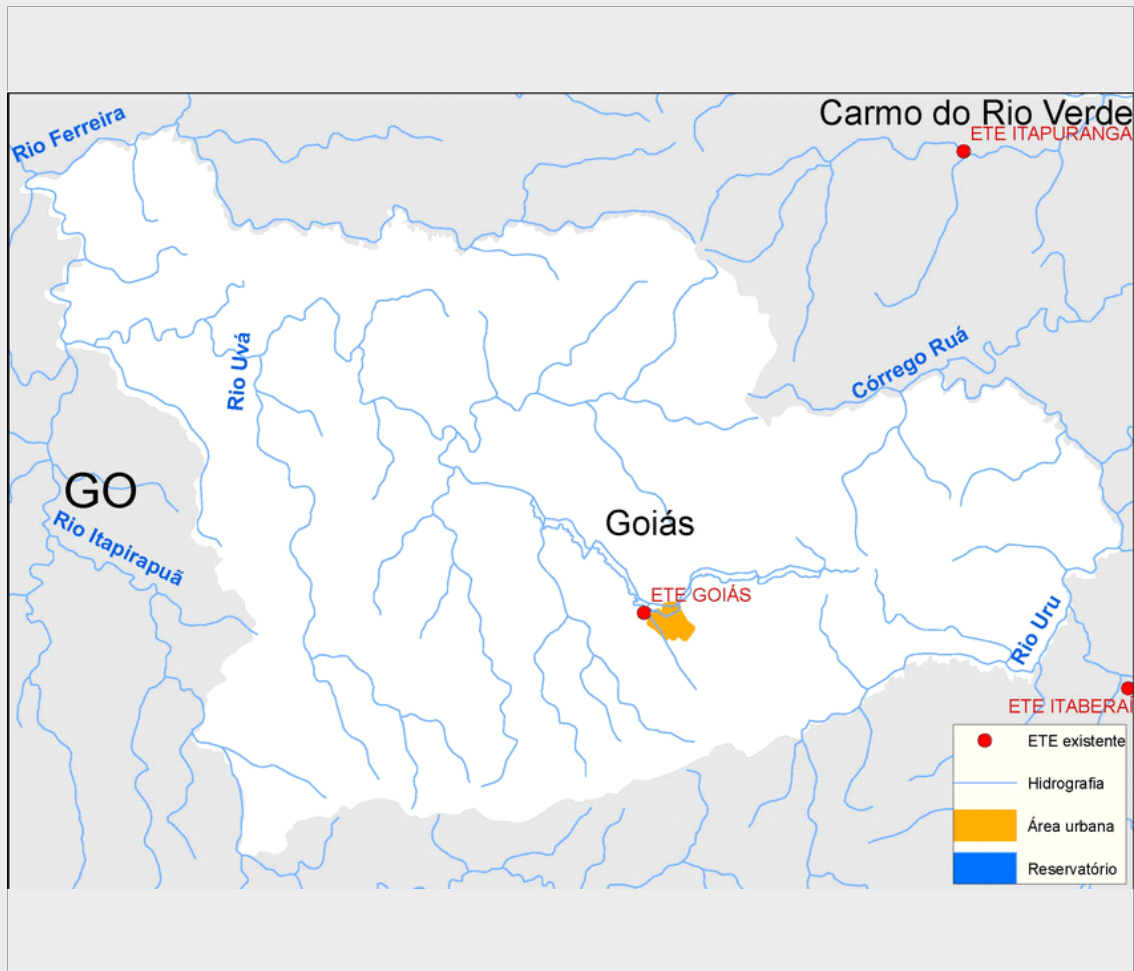 Carmo do Rio Verde
Rio Ferreira
ETE ITAPURANGA
Rio Uvá
Córrego Ruá
GO
Rio Itapirapuã
Goiás
ETE GOIÁS
Rio Uru
ETE ITABERAÍ
ETE existente
Hidrografia
Área urbana
Reservatório